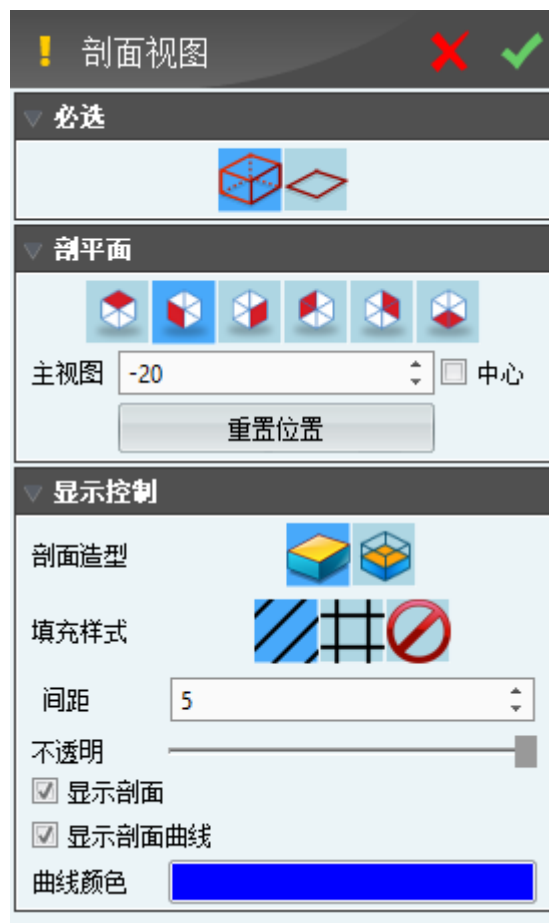 剖面视图
必选
剖平面
主视图 -20 中心
重置位置
显示控制
剖面造型
填充样式
间距 5
不透明
显示剖面
显示剖面曲线
曲线颜色